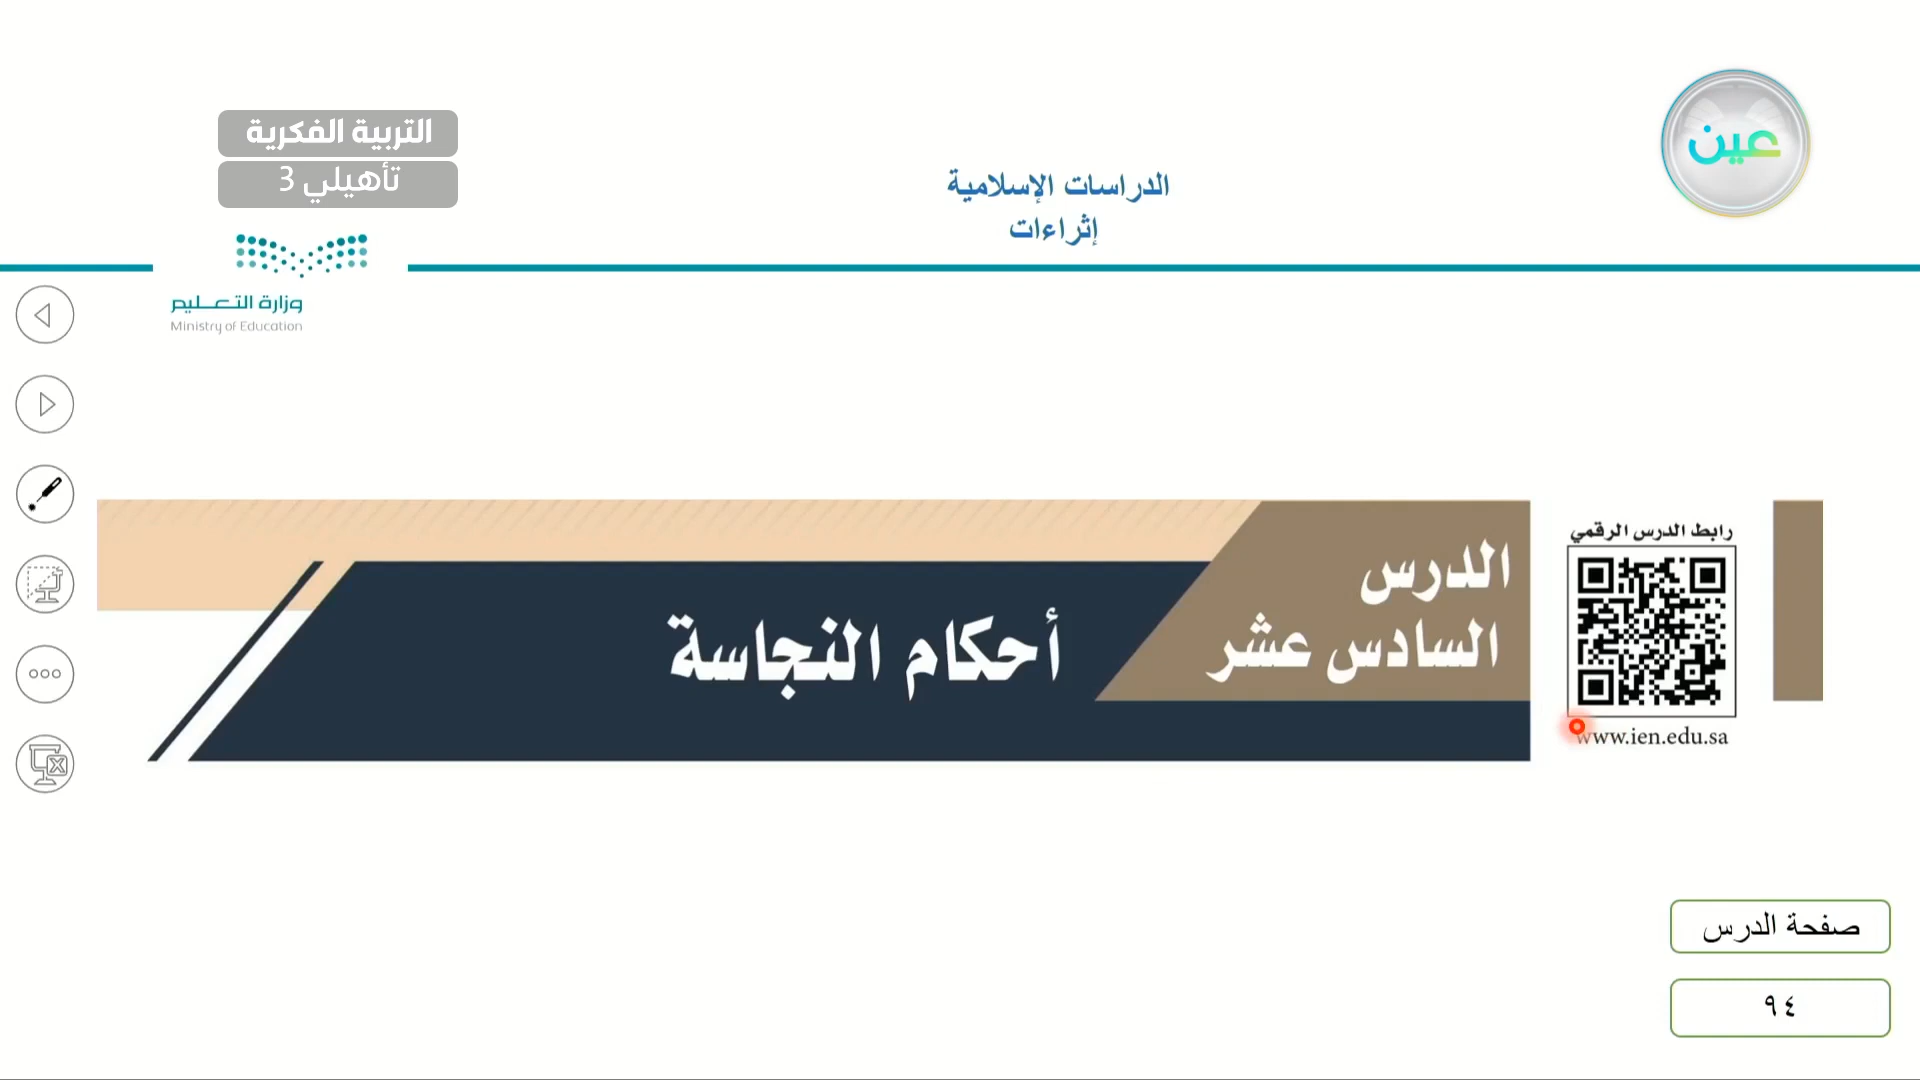 عين
التربية الفكرية
تأهيلي 3
الدراسات الإسلامية
إثراءات
وزارة التعليم
Ministry of Education
رابط الدرس الرقمي
www.ien.edu.sa
الدرس
السادس عشر
أحكام النجاسة
صفحة الدرس
٩٤